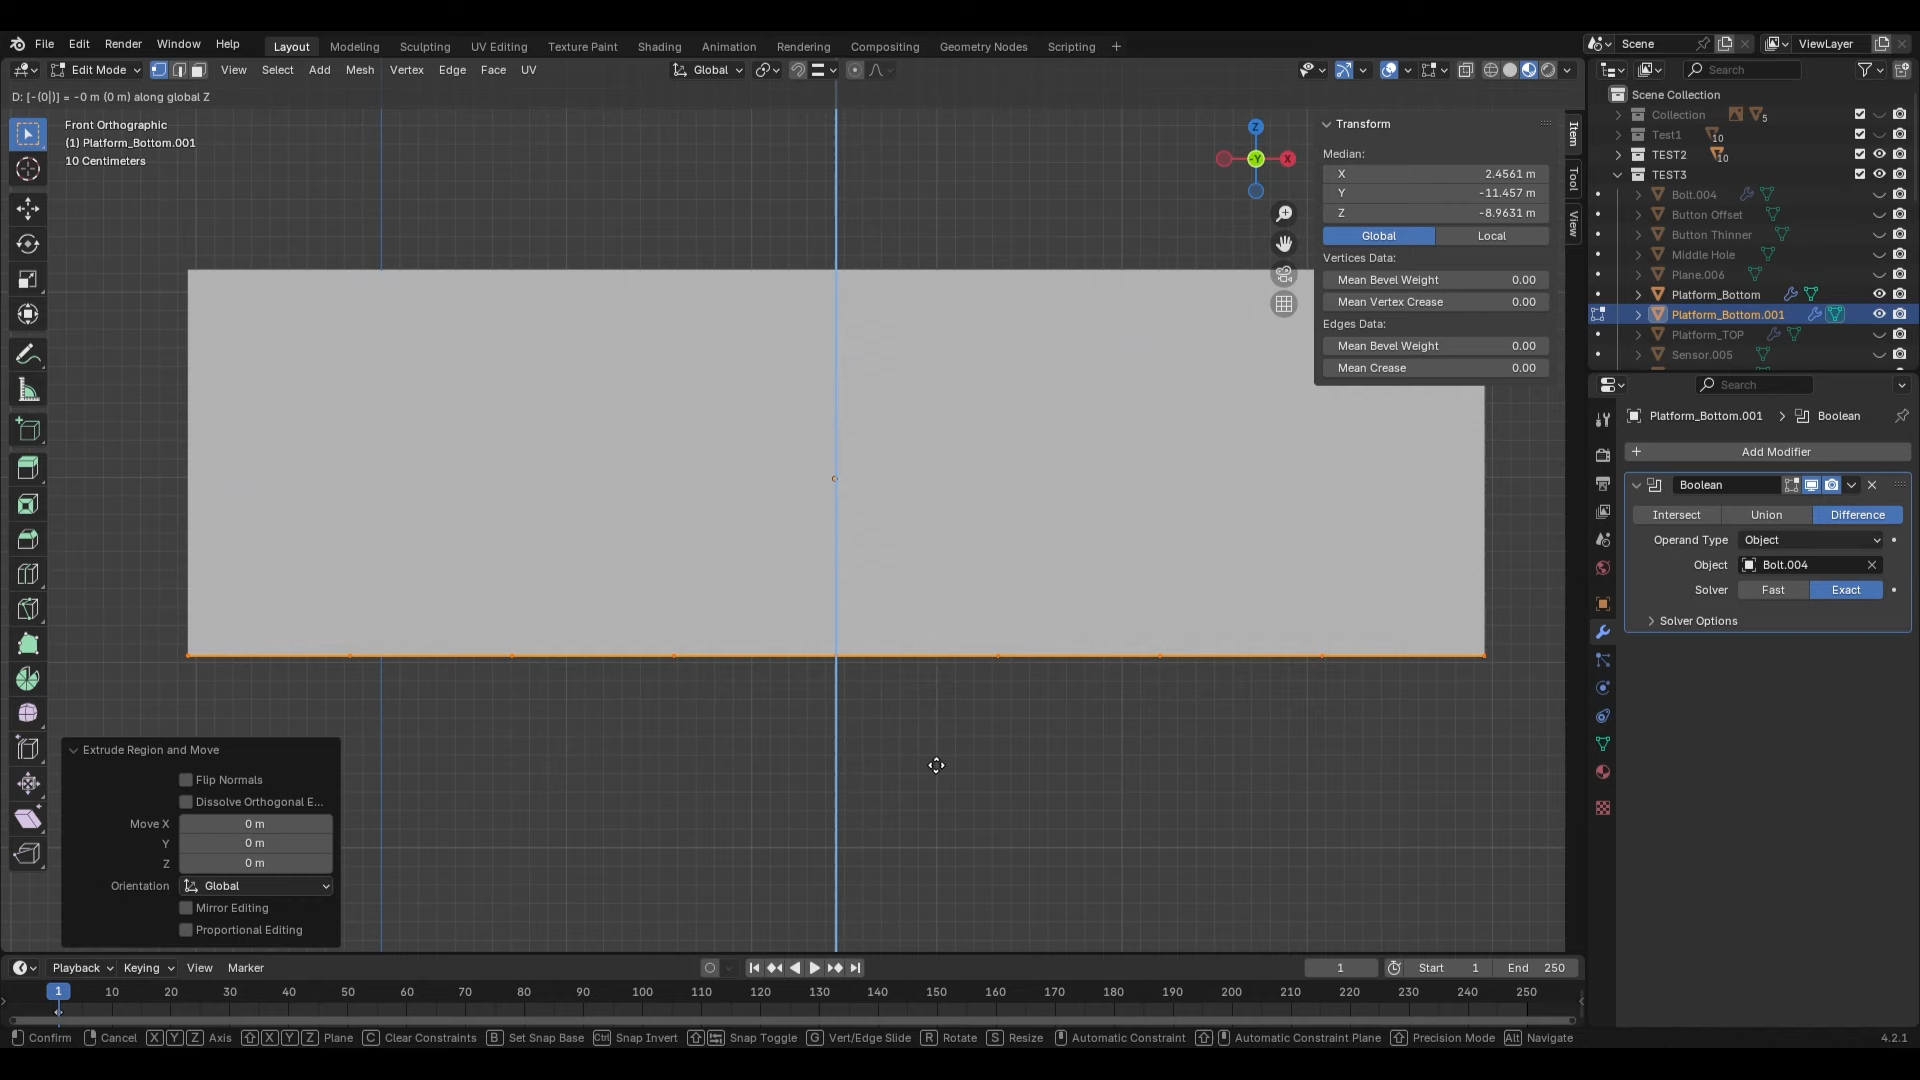 File Edit Render Window Help Layout Modeling Sculpting UV Editing Texture Paint Shading Animation Rendering Compositing Geometry Nodes Scripting + Scene ViewLayer
Edit Mode View Select Add Mesh Vertex Edge Face UV Global Search
D: [-(0|)] = -0 m (0 m) along global Z
Front Orthographic
(1) Platform_Bottom.001
10 Centimeters
Z
-Y
X
Transform
Median:
X 2.4561 m
Y -11.457 m
Z -8.9631 m
Global Local
Vertices Data:
Mean Bevel Weight 0.00
Mean Vertex Crease 0.00
Edges Data:
Mean Bevel Weight 0.00
Mean Crease 0.00
Item
Tool
View
Scene Collection
Collection 5
Test1 10
TEST2 10
TEST3
Bolt.004
Button Offset
Button Thinner
Middle Hole
Plane.006
Platform_Bottom
Platform_Bottom.001
Platform_TOP
Sensor.005
Search
Platform_Bottom.001 > Boolean
+ Add Modifier
Boolean
Intersect Union Difference
Operand Type Object
Object Bolt.004
Solver Fast Exact
Solver Options
Extrude Region and Move
Flip Normals
Dissolve Orthogonal E...
Move X 0 m
Y 0 m
Z 0 m
Orientation Global
Mirror Editing
Proportional Editing
Playback Keying View Marker 1 Start 1 End 250
1 10 20 30 40 50 60 70 80 90 100 110 120 130 140 150 160 170 180 190 200 210 220 230 240 250
Confirm Cancel X Y Z Axis X Y Z Plane C Clear Constraints B Set Snap Base Ctrl Snap Invert Snap Toggle G Vert/Edge Slide R Rotate S Resize Automatic Constraint Automatic Constraint Plane Precision Mode Alt Navigate 4.2.1